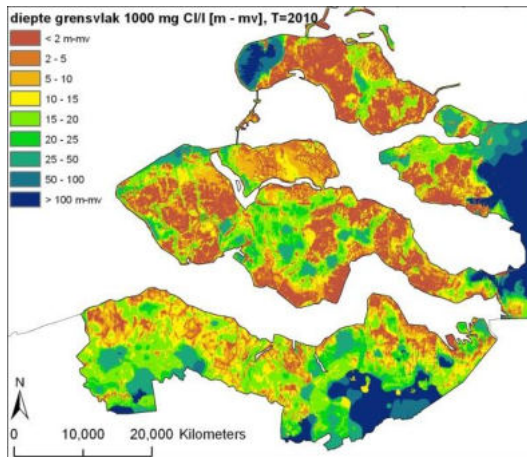 diepte grensvlak 1000 mg Cl/l [m - mv], T=2010
< 2 m-mv
2 - 5
5 - 10
10 - 15
15 - 20
20 - 25
25 - 50
50 - 100
> 100 m-mv
N
0 10,000 20,000 Kilometers